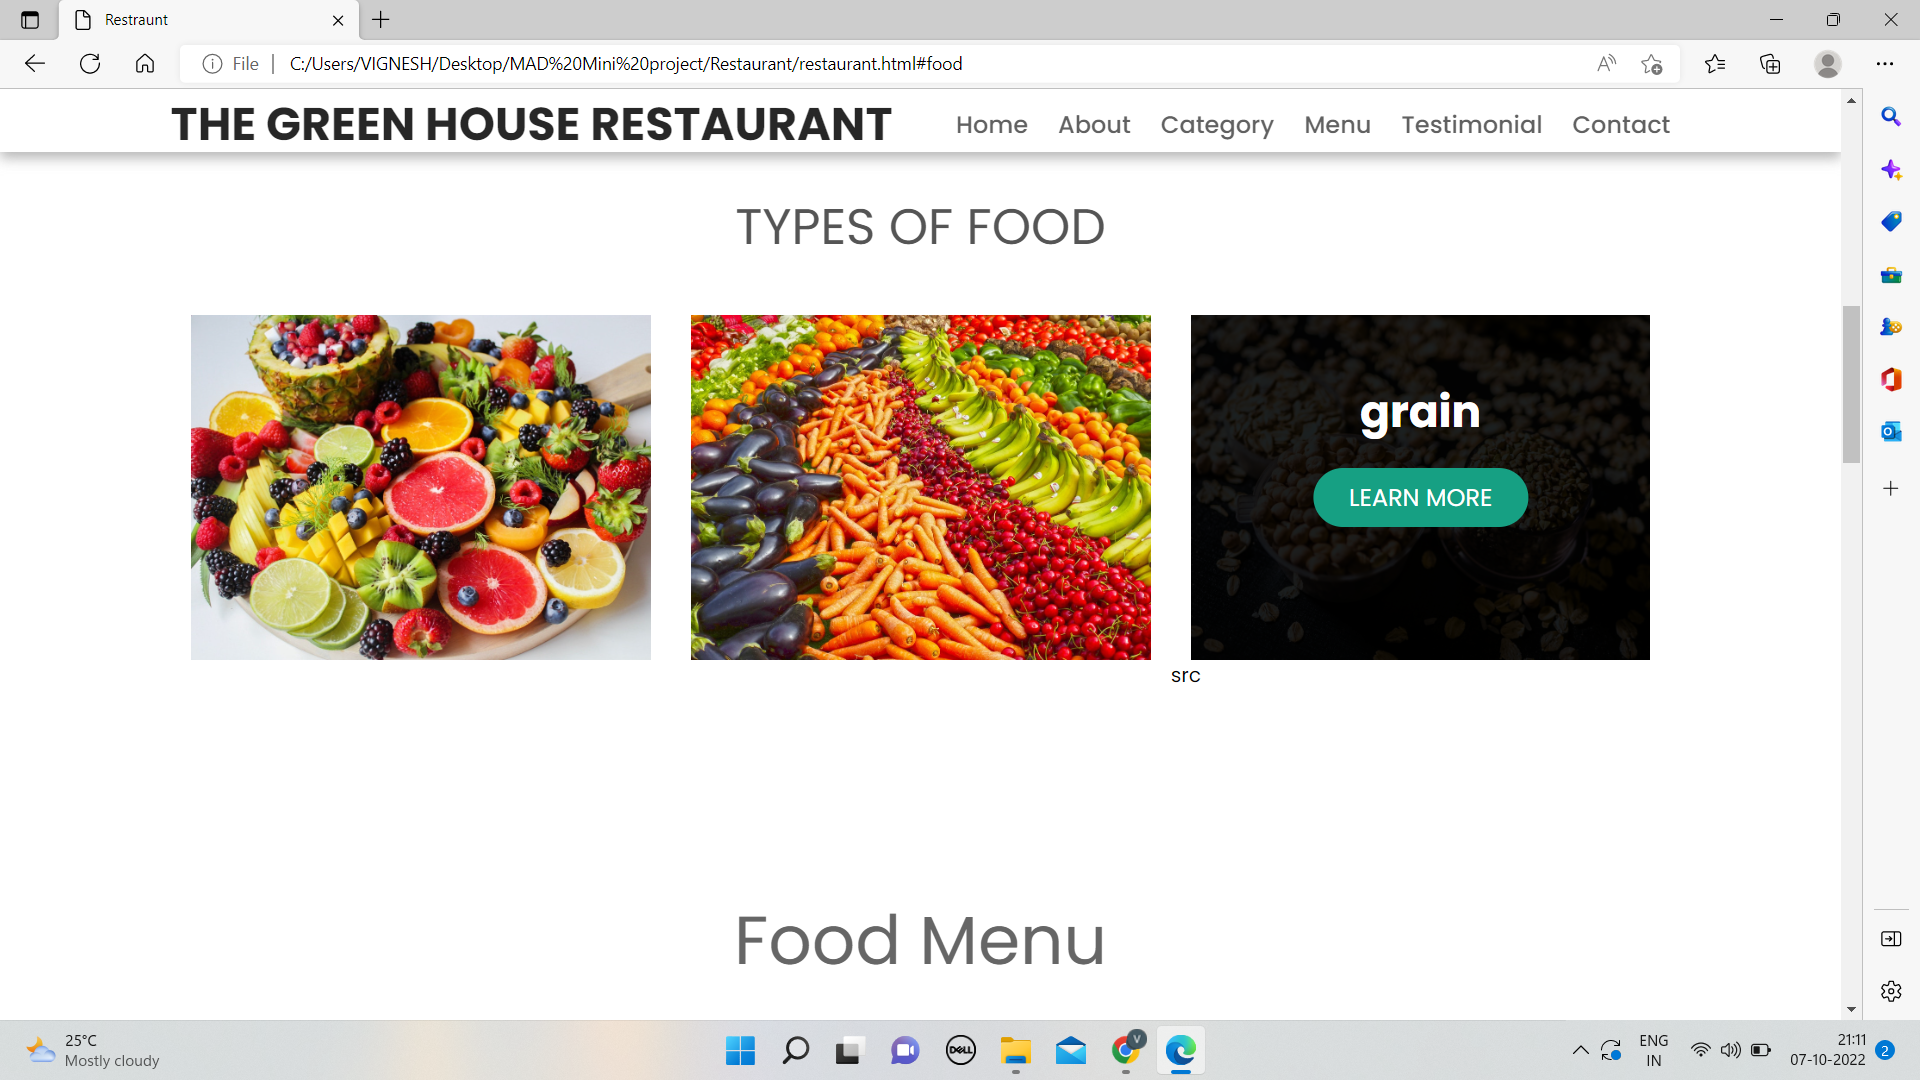 Restraunt
File
C:/Users/VIGNESH/Desktop/MAD%20Mini%20project/Restaurant/restaurant.html#food
THE GREEN HOUSE RESTAURANT
Home About Category Menu Testimonial Contact
TYPES OF FOOD
grain
LEARN MORE
src
Food Menu
25°C
Mostly cloudy
DELL
V
ENG
IN
21:11
07-10-2022
2